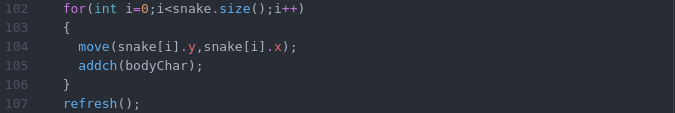 102 for(int i=0;i<snake.size();i++)
103 {
104 move(snake[i].y,snake[i].x);
105 addch(bodyChar);
106 }
107 refresh();